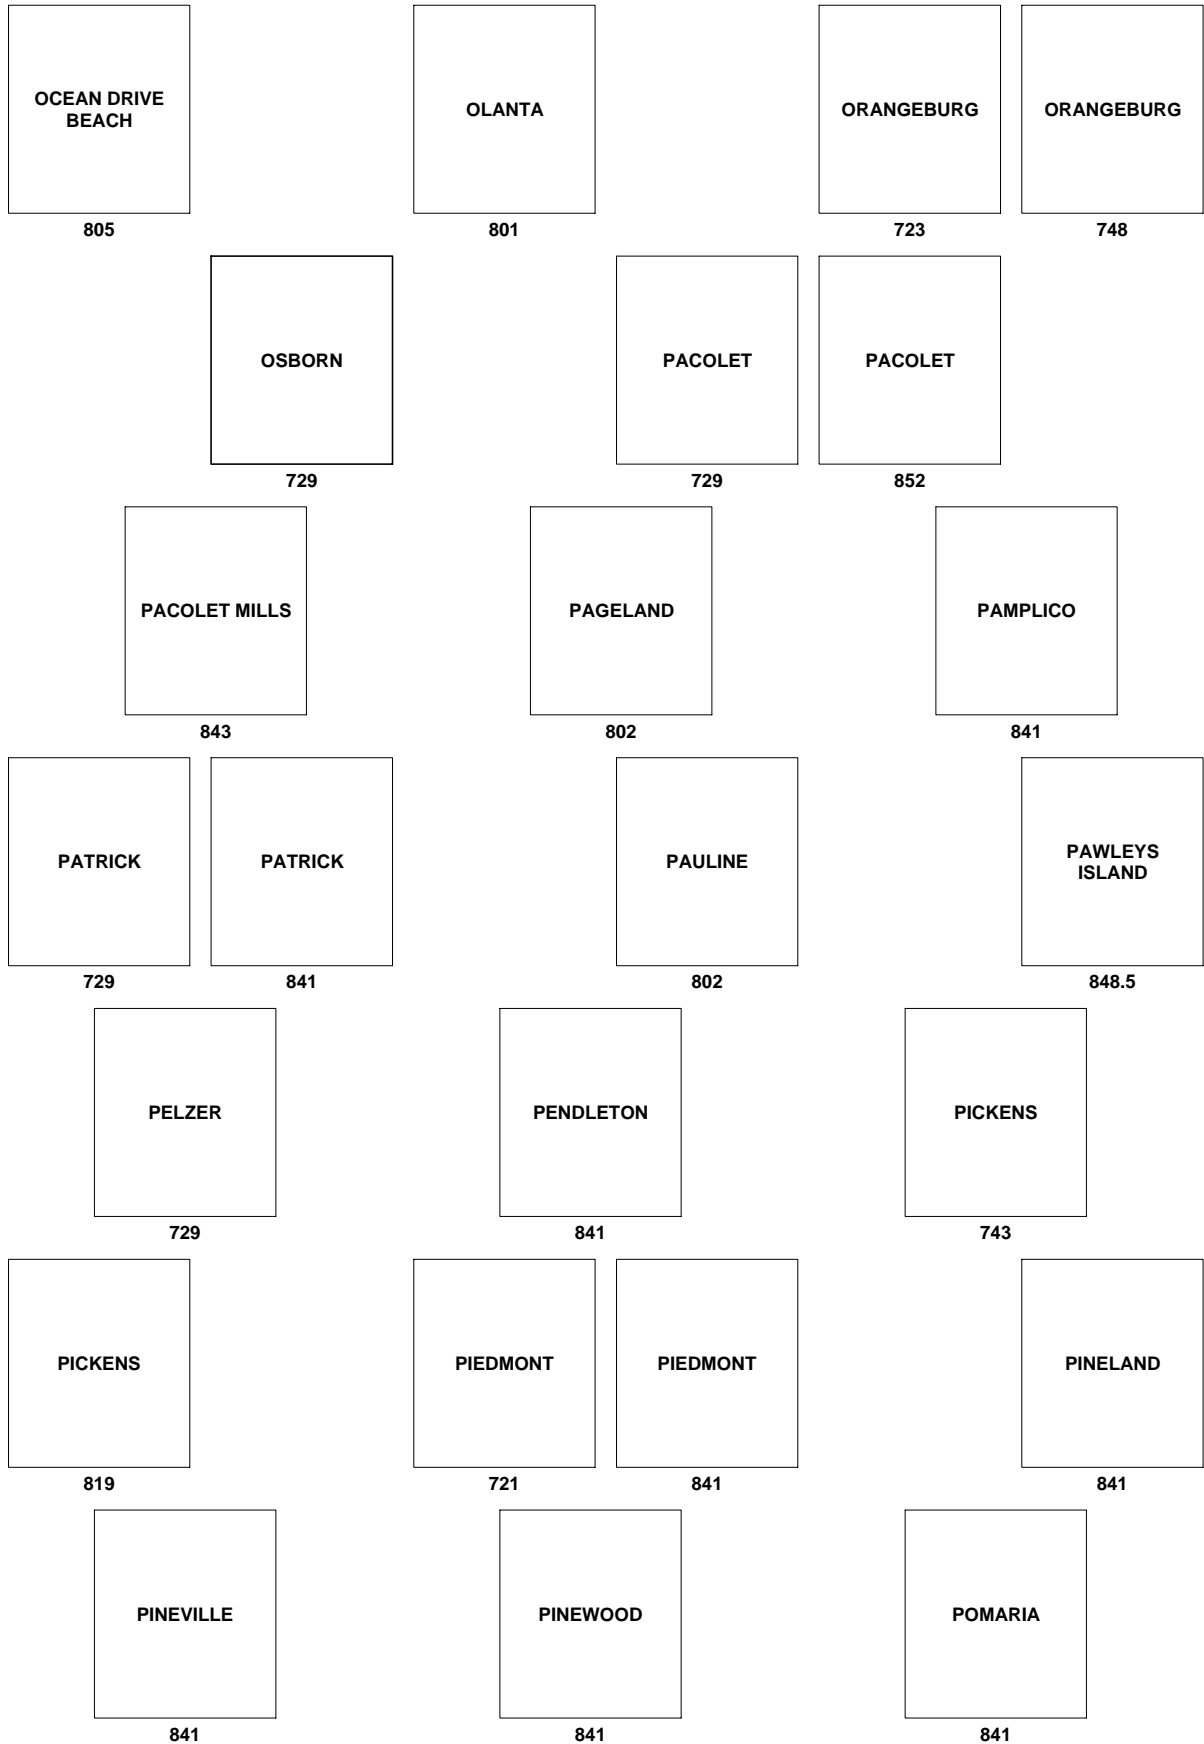 OCEAN DRIVE
BEACH
805
OLANTA
801
ORANGEBURG
723
ORANGEBURG
748
OSBORN
729
PACOLET
729
PACOLET
852
PACOLET MILLS
843
PAGELAND
802
PAMPLICO
841
PATRICK
729
PATRICK
841
PAULINE
802
PAWLEYS
ISLAND
848.5
PELZER
729
PENDLETON
841
PICKENS
743
PICKENS
819
PIEDMONT
721
PIEDMONT
841
PINELAND
841
PINEVILLE
841
PINEWOOD
841
POMARIA
841